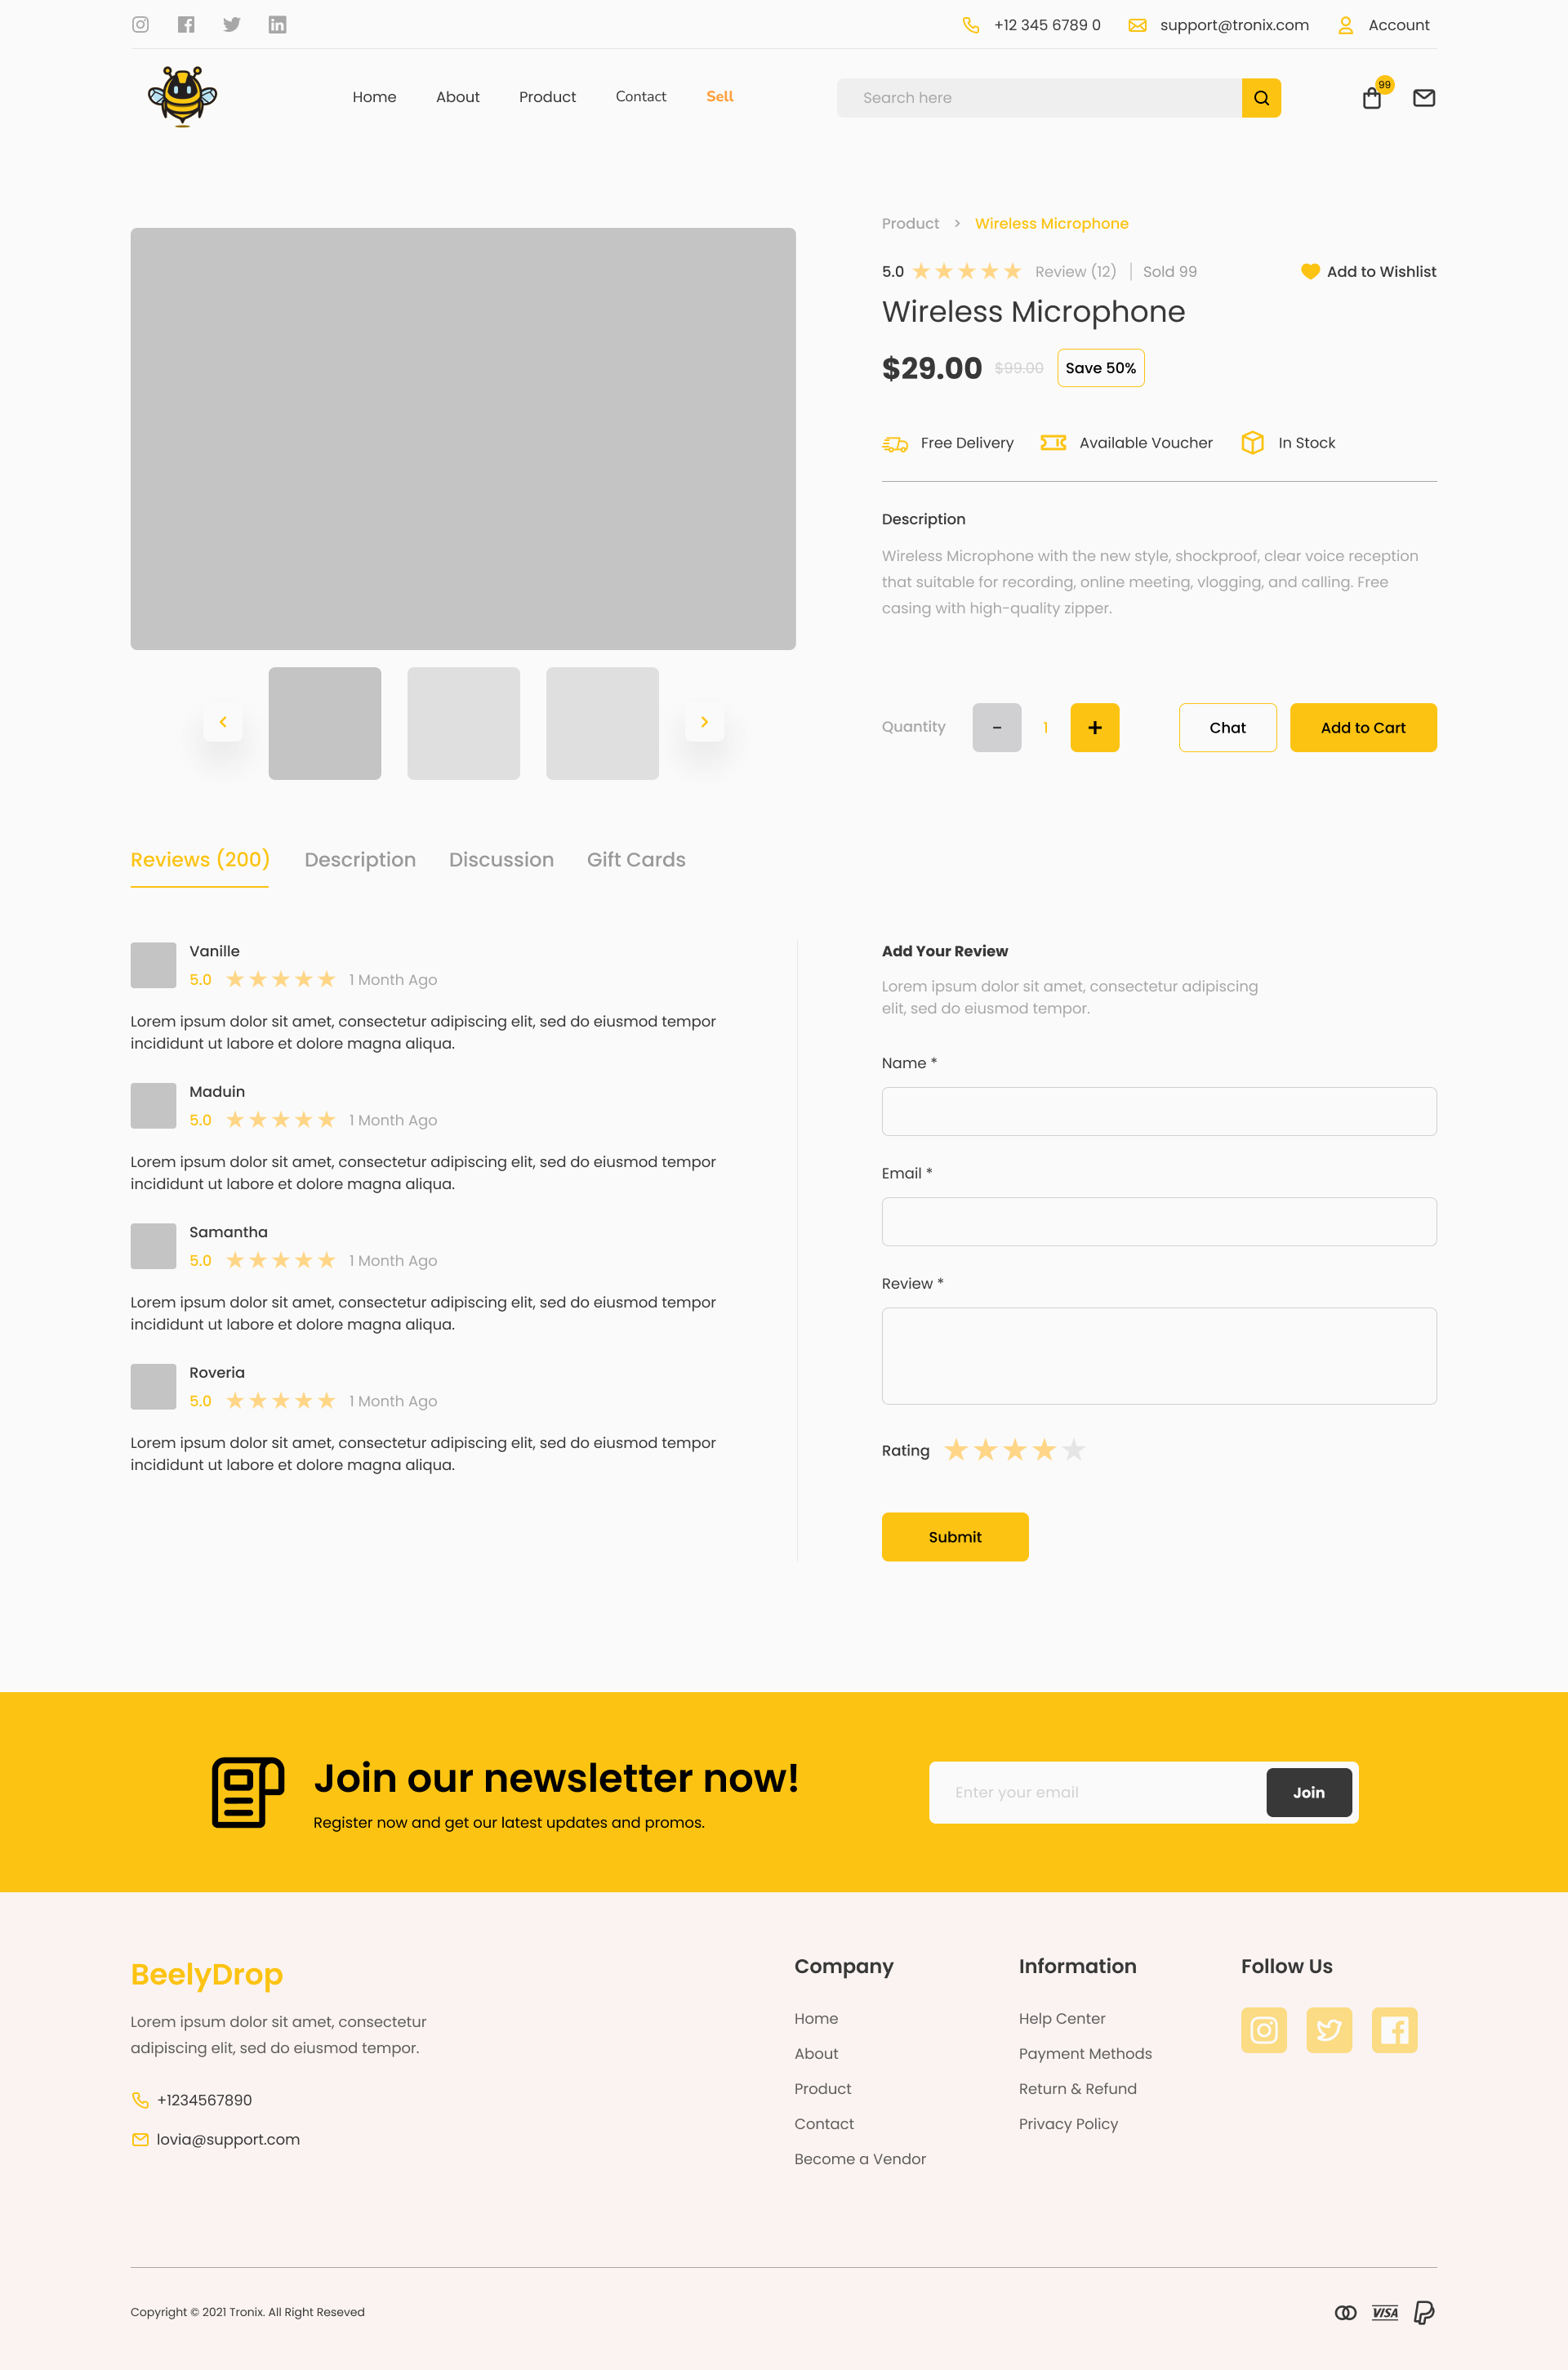 +12 345 6789 0
support@tronix.com
Account
Home
About
Product
Contact
Sell
Search here
99
Product > Wireless Microphone
5.0 Review (12) Sold 99
Add to Wishlist
Wireless Microphone
$29.00 $99.00 Save 50%
Free Delivery
Available Voucher
In Stock
Description
Wireless Microphone with the new style, shockproof, clear voice reception
that suitable for recording, online meeting, vlogging, and calling. Free
casing with high-quality zipper.
Quantity - 1 +
Chat
Add to Cart
Reviews (200)
Description
Discussion
Gift Cards
Vanille
5.0 1 Month Ago
Lorem ipsum dolor sit amet, consectetur adipiscing elit, sed do eiusmod tempor
incididunt ut labore et dolore magna aliqua.
Maduin
5.0 1 Month Ago
Lorem ipsum dolor sit amet, consectetur adipiscing elit, sed do eiusmod tempor
incididunt ut labore et dolore magna aliqua.
Samantha
5.0 1 Month Ago
Lorem ipsum dolor sit amet, consectetur adipiscing elit, sed do eiusmod tempor
incididunt ut labore et dolore magna aliqua.
Roveria
5.0 1 Month Ago
Lorem ipsum dolor sit amet, consectetur adipiscing elit, sed do eiusmod tempor
incididunt ut labore et dolore magna aliqua.
Add Your Review
Lorem ipsum dolor sit amet, consectetur adipiscing
elit, sed do eiusmod tempor.
Name *
Email *
Review *
Rating
Submit
Join our newsletter now!
Register now and get our latest updates and promos.
Enter your email
Join
BeelyDrop
Lorem ipsum dolor sit amet, consectetur
adipiscing elit, sed do eiusmod tempor.
+1234567890
lovia@support.com
Company
Home
About
Product
Contact
Become a Vendor
Information
Help Center
Payment Methods
Return & Refund
Privacy Policy
Follow Us
Copyright © 2021 Tronix. All Right Reseved
VISA